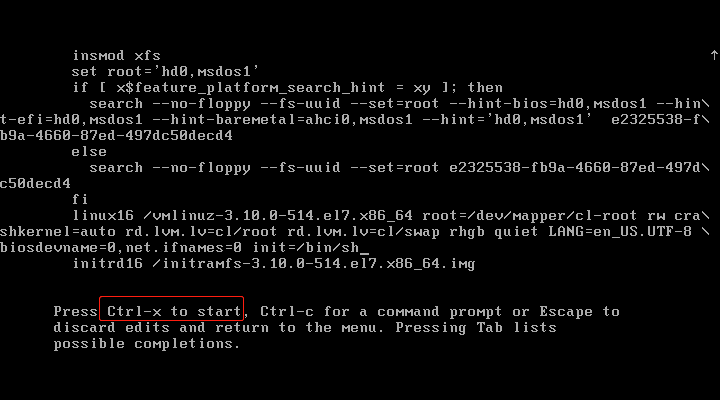 insmod xfs
set root='hd0,msdos1'
if [ x$feature_platform_search_hint = xy ]; then
search --no-floppy --fs-uuid --set=root --hint-bios=hd0,msdos1 --hin\
t-efi=hd0,msdos1 --hint-baremetal=ahci0,msdos1 --hint='hd0,msdos1'  e2325538-f\
b9a-4660-87ed-497dc50decd4
else
search --no-floppy --fs-uuid --set=root e2325538-fb9a-4660-87ed-497d\
c50decd4
fi
linux16 /vmlinuz-3.10.0-514.el7.x86_64 root=/dev/mapper/cl-root rw cra\
shkernel=auto rd.lvm.lv=cl/root rd.lvm.lv=cl/swap rhgb quiet LANG=en_US.UTF-8 \
biosdevname=0,net.ifnames=0 init=/bin/sh_
initrd16 /initramfs-3.10.0-514.el7.x86_64.img
Press Ctrl-x to start, Ctrl-c for a command prompt or Escape to
discard edits and return to the menu. Pressing Tab lists
possible completions.